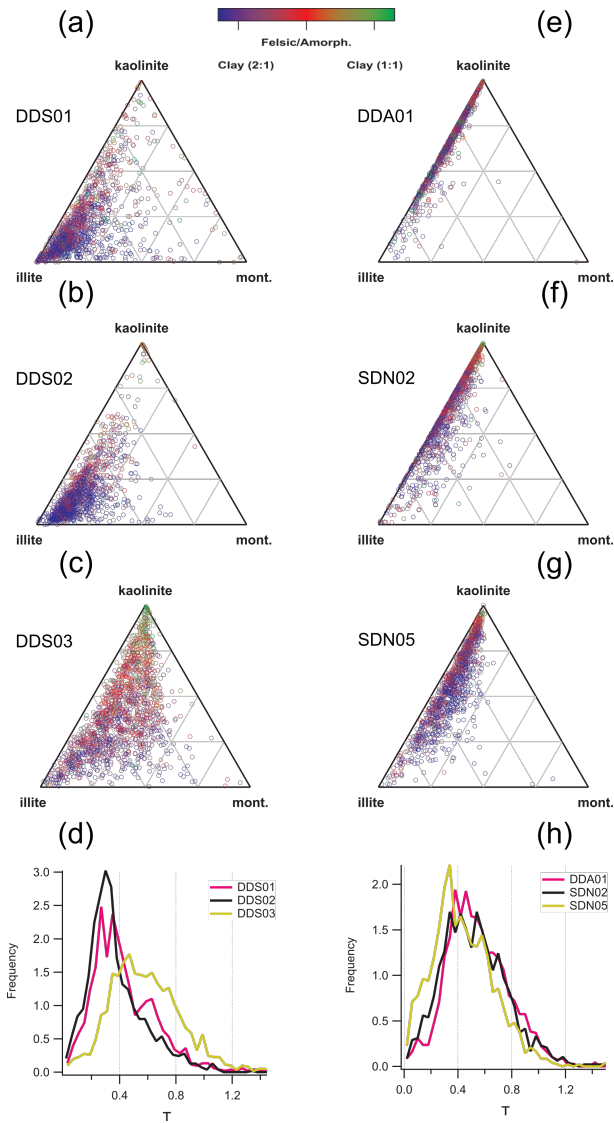 (a)
(e)
Felsic/Amorph.
Clay (2:1)
Clay (1:1)
kaolinite
kaolinite
DDS01
DDA01
illite
mont.
illite
mont.
(b)
(f)
kaolinite
kaolinite
DDS02
SDN02
illite
mont.
illite
mont.
(c)
(g)
kaolinite
kaolinite
DDS03
SDN05
illite
mont.
illite
mont.
(d)
(h)
3.0
2.5
2.0
1.5
1.0
0.5
0.0
Frequency
DDS01
DDS02
DDS03
0.4
0.8
1.2
T
2.0
1.5
1.0
0.5
0.0
Frequency
DDA01
SDN02
SDN05
0.0
0.4
0.8
1.2
T